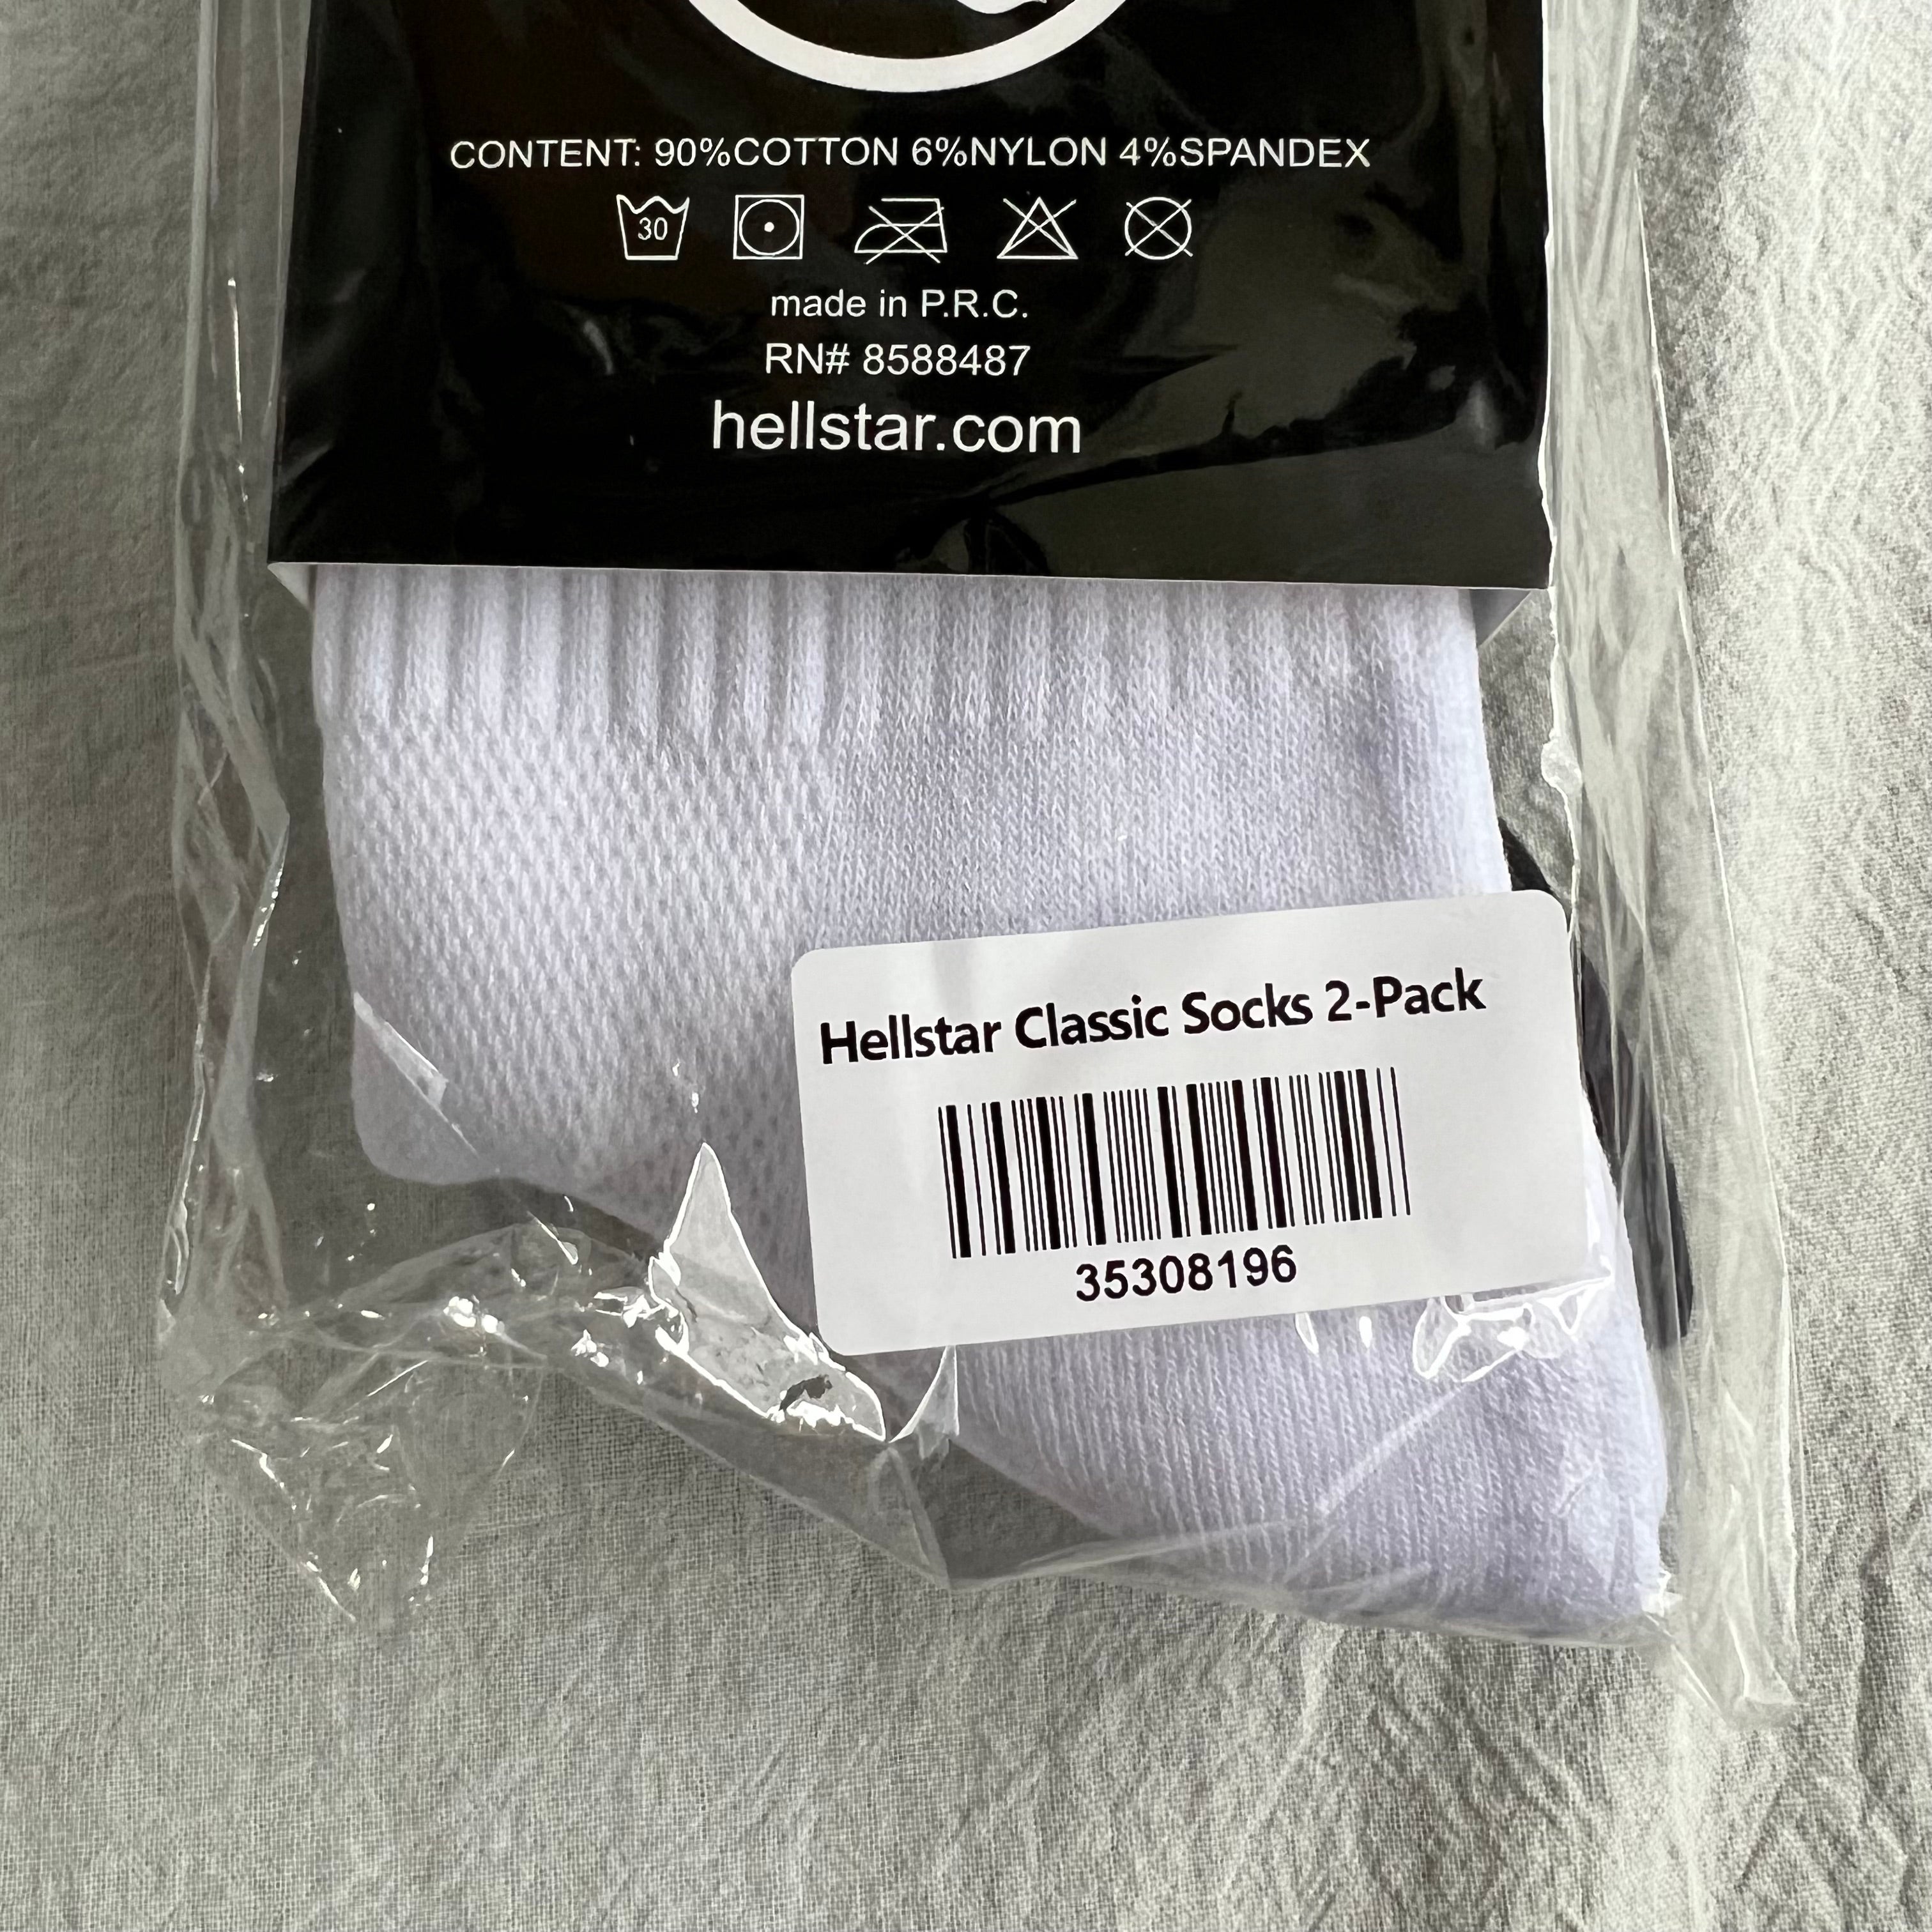 CONTENT: 90%COTTON 6%NYLON 4%SPANDEX
30
made in P.R.C.
RN# 8588487
hellstar.com
Hellstar Classic Socks 2-Pack
35308196